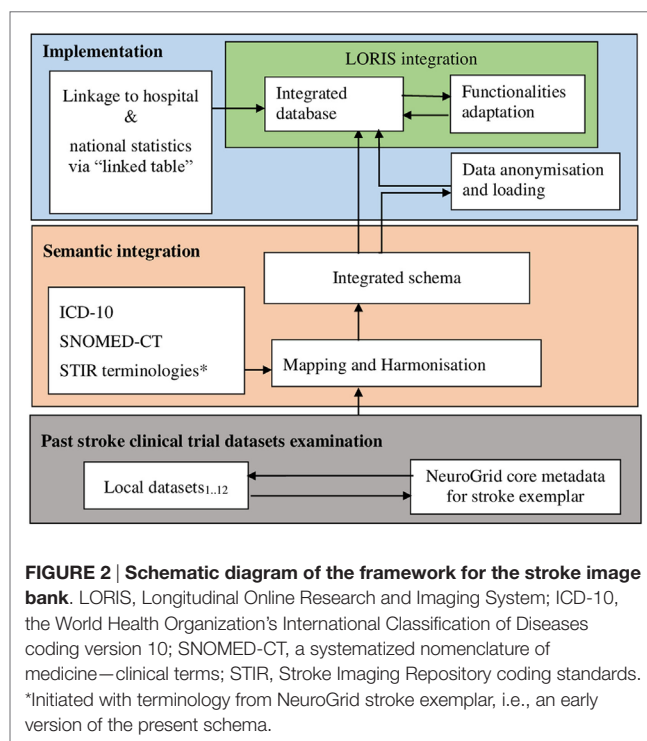 Implementation
LORIS integration
Linkage to hospital
&
national statistics
via “linked table”
Integrated
database
Functionalities
adaptation
Data anonymisation
and loading
Semantic integration
Integrated schema
ICD-10
SNOMED-CT
STIR terminologies*
Mapping and Harmonisation
Past stroke clinical trial datasets examination
Local datasets1..12
NeuroGrid core metadata
for stroke exemplar
FIGURE 2 | Schematic diagram of the framework for the stroke image
bank. LORIS, Longitudinal Online Research and Imaging System; ICD-10,
the World Health Organization’s International Classification of Diseases
coding version 10; SNOMED-CT, a systematized nomenclature of
medicine—clinical terms; STIR, Stroke Imaging Repository coding standards.
*Initiated with terminology from NeuroGrid stroke exemplar, i.e., an early
version of the present schema.